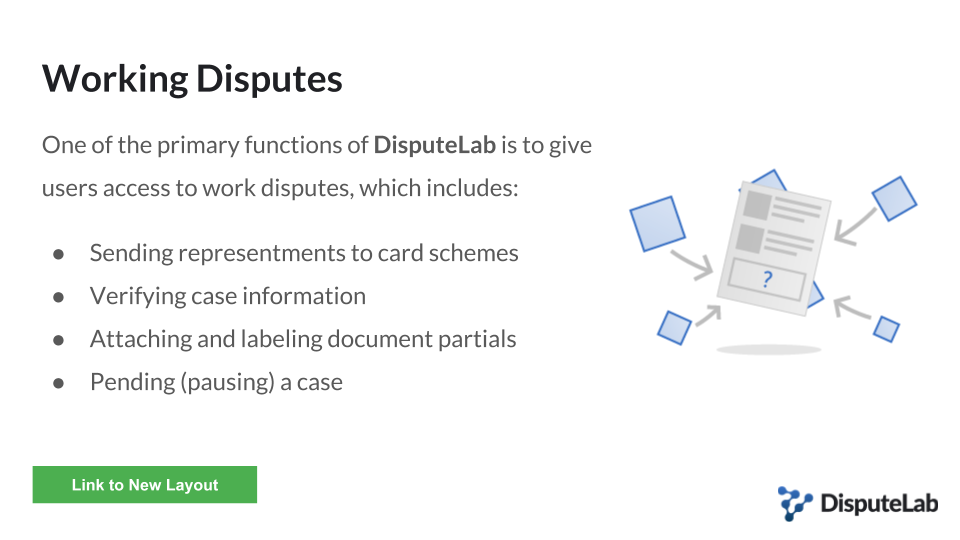 Working Disputes
One of the primary functions of DisputeLab is to give
users access to work disputes, which includes:
● Sending representments to card schemes
● Verifying case information
● Attaching and labeling document partials
● Pending (pausing) a case
?
Link to New Layout
DisputeLab